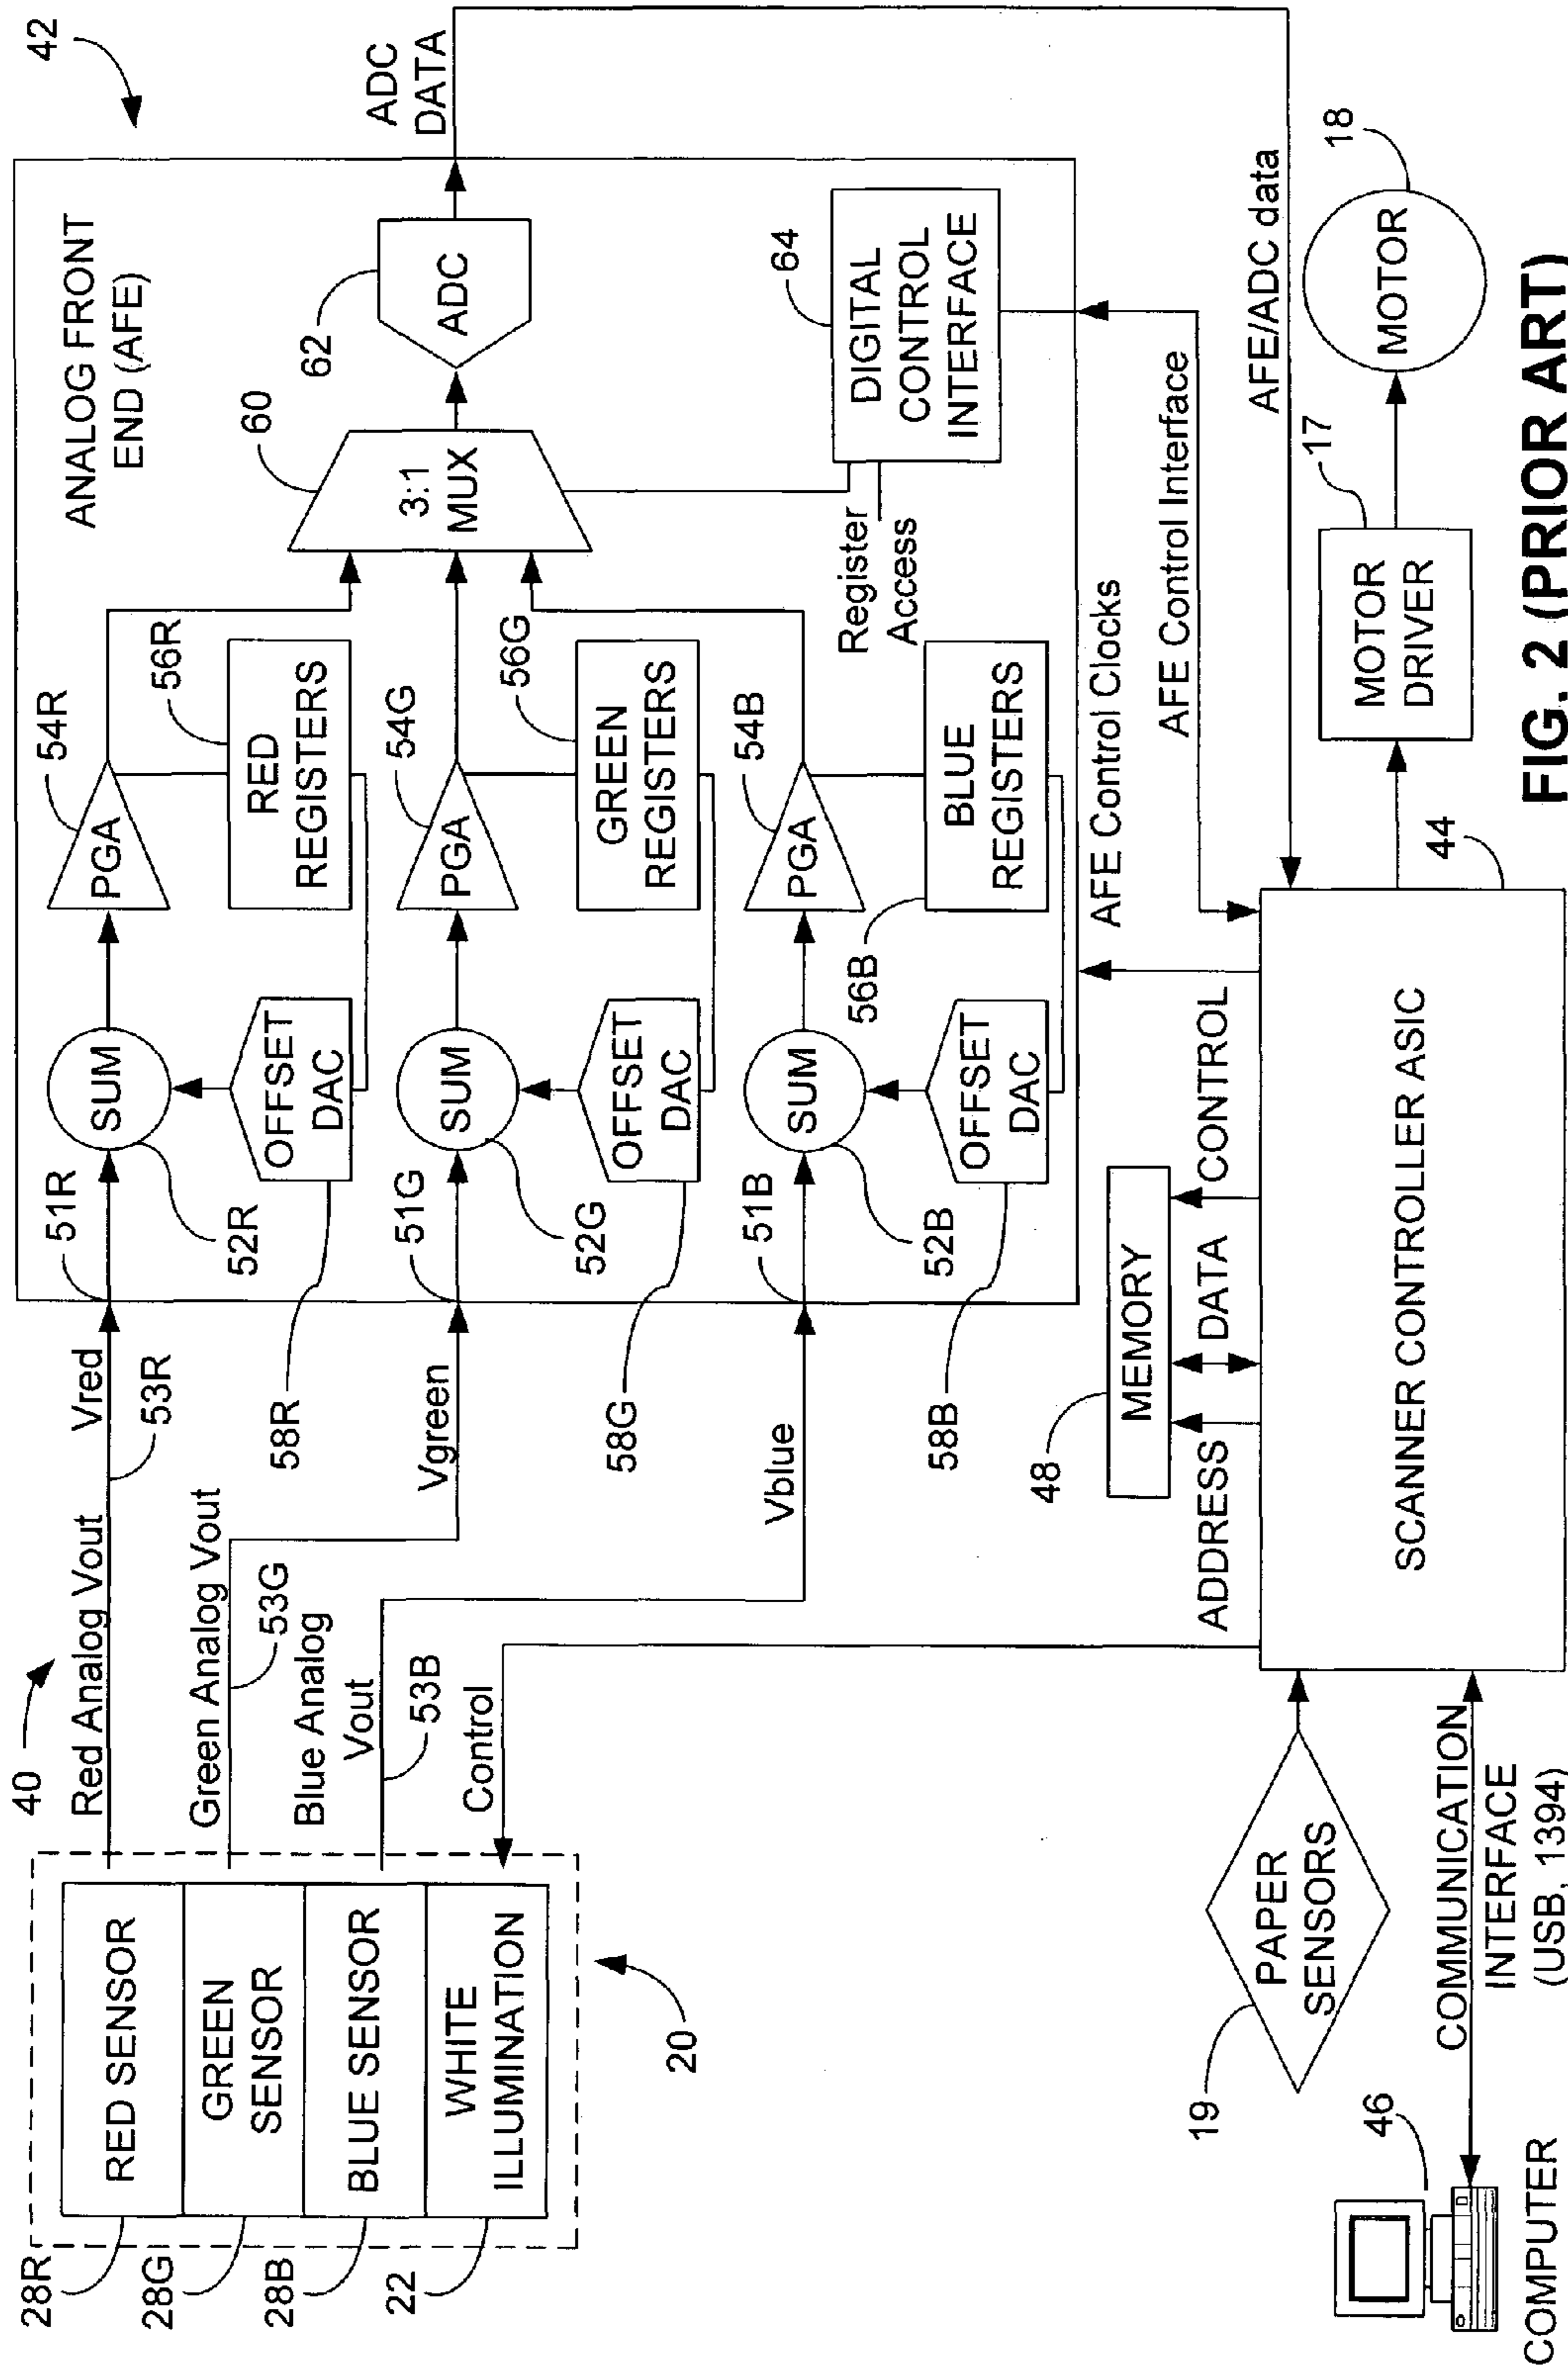 40
42
28R
RED SENSOR
28G
GREEN
SENSOR
28B
BLUE SENSOR
22
WHITE
ILLUMINATION
20
Red Analog Vout
Vred
53R
Green Analog Vout
53G
Vgreen
Blue Analog
Vout
53B
Vblue
Control
ANALOG FRONT
END (AFE)
51R
SUM
52R
54R
PGA
OFFSET
DAC
58R
56R
RED
REGISTERS
51G
SUM
52G
54G
PGA
OFFSET
DAC
58G
56G
GREEN
REGISTERS
51B
SUM
52B
54B
PGA
OFFSET
DAC
58B
56B
BLUE
REGISTERS
60
3:1
MUX
62
ADC
ADC
DATA
64
DIGITAL
CONTROL
INTERFACE
Register
Access
AFE Control Clocks
AFE Control Interface
AFE/ADC data
48
MEMORY
ADDRESS
DATA
CONTROL
19
PAPER
SENSORS
SCANNER CONTROLLER ASIC
44
MOTOR
DRIVER
17
MOTOR
18
46
COMPUTER
COMMUNICATION
INTERFACE
(USB, 1394)
FIG. 2 (PRIOR ART)